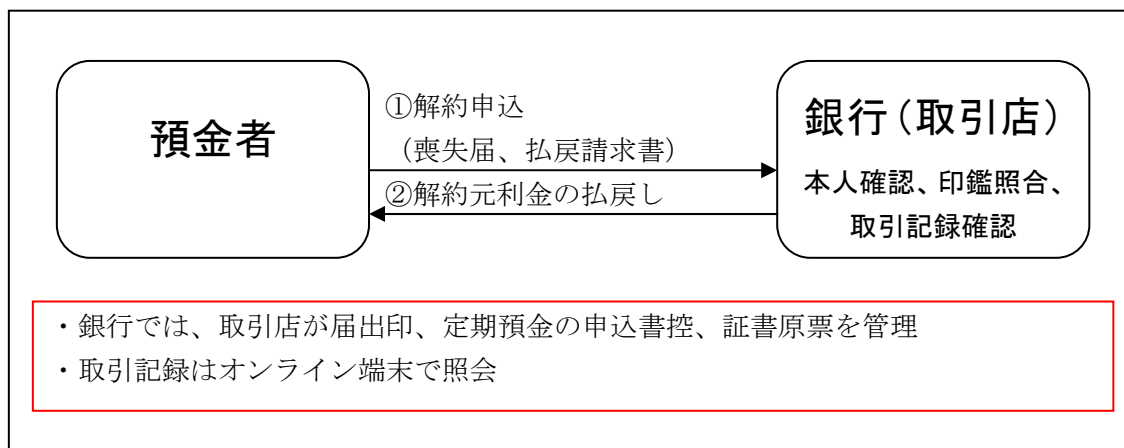 預金者
①解約申込
（喪失届、払戻請求書）
②解約元利金の払戻し
銀行（取引店）
本人確認、印鑑照合、
取引記録確認
・銀行では、取引店が届出印、定期預金の申込書控、証書原票を管理
・取引記録はオンライン端末で照会